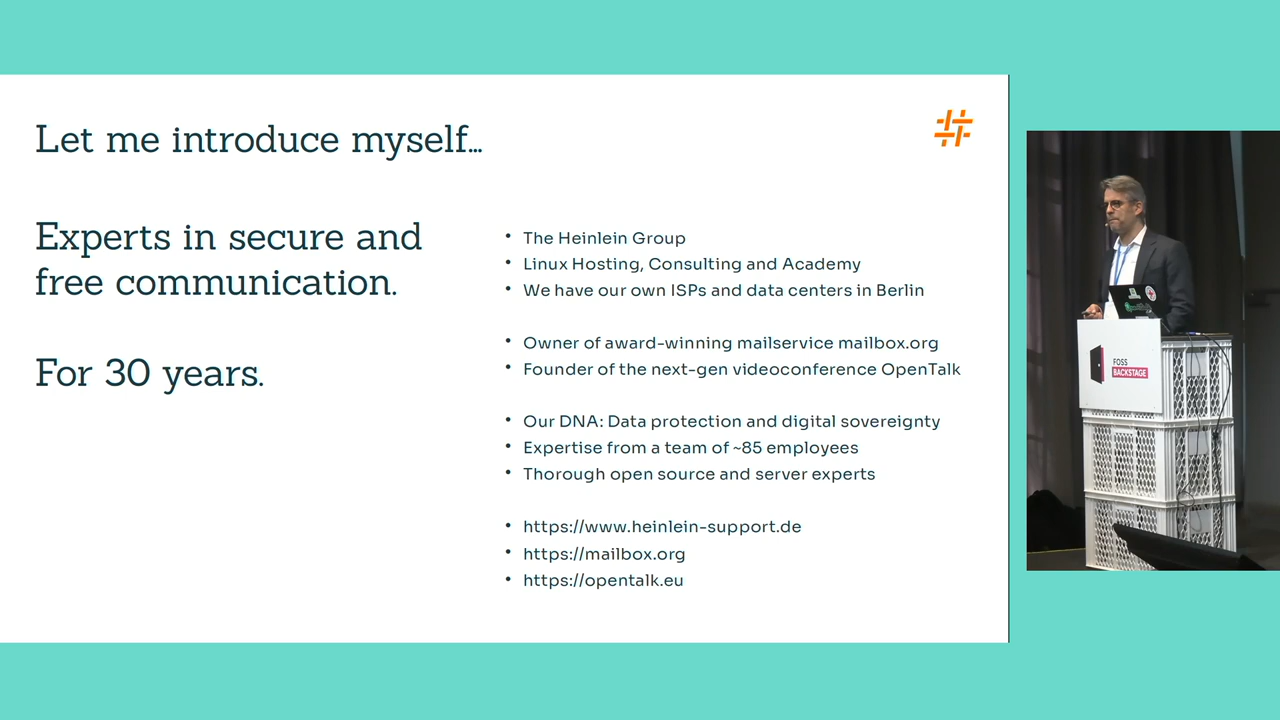 Let me introduce myself...
Experts in secure and
free communication.
For 30 years.
• The Heinlein Group
• Linux Hosting, Consulting and Academy
• We have our own ISPs and data centers in Berlin
• Owner of award-winning mailservice mailbox.org
• Founder of the next-gen videoconference OpenTalk
• Our DNA: Data protection and digital sovereignty
• Expertise from a team of ~85 employees
• Thorough open source and server experts
• https://www.heinlein-support.de
• https://mailbox.org
• https://opentalk.eu
FOSS
BACKSTAGE